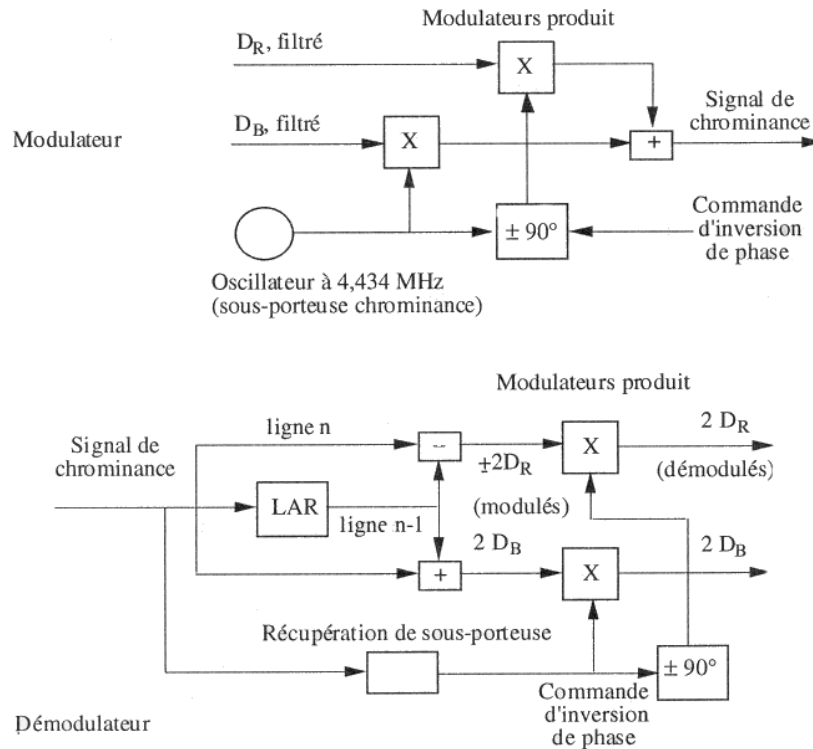 Modulateurs produit
D_R, filtré
X
Signal de
chrominance
D_B, filtré
Modulateur
X
+
Commande
d'inversion
de phase
± 90°
Oscillateur à 4,434 MHz
(sous-porteuse chrominance)
Modulateurs produit
ligne n
2 D_R
Signal de
chrominance
--
±2D_R
X
(démodulés)
LAR
(modulés)
ligne n-1
2 D_B
2 D_B
+
X
Récupération de sous-porteuse
± 90°
Commande
d'inversion
de phase
Démodulateur